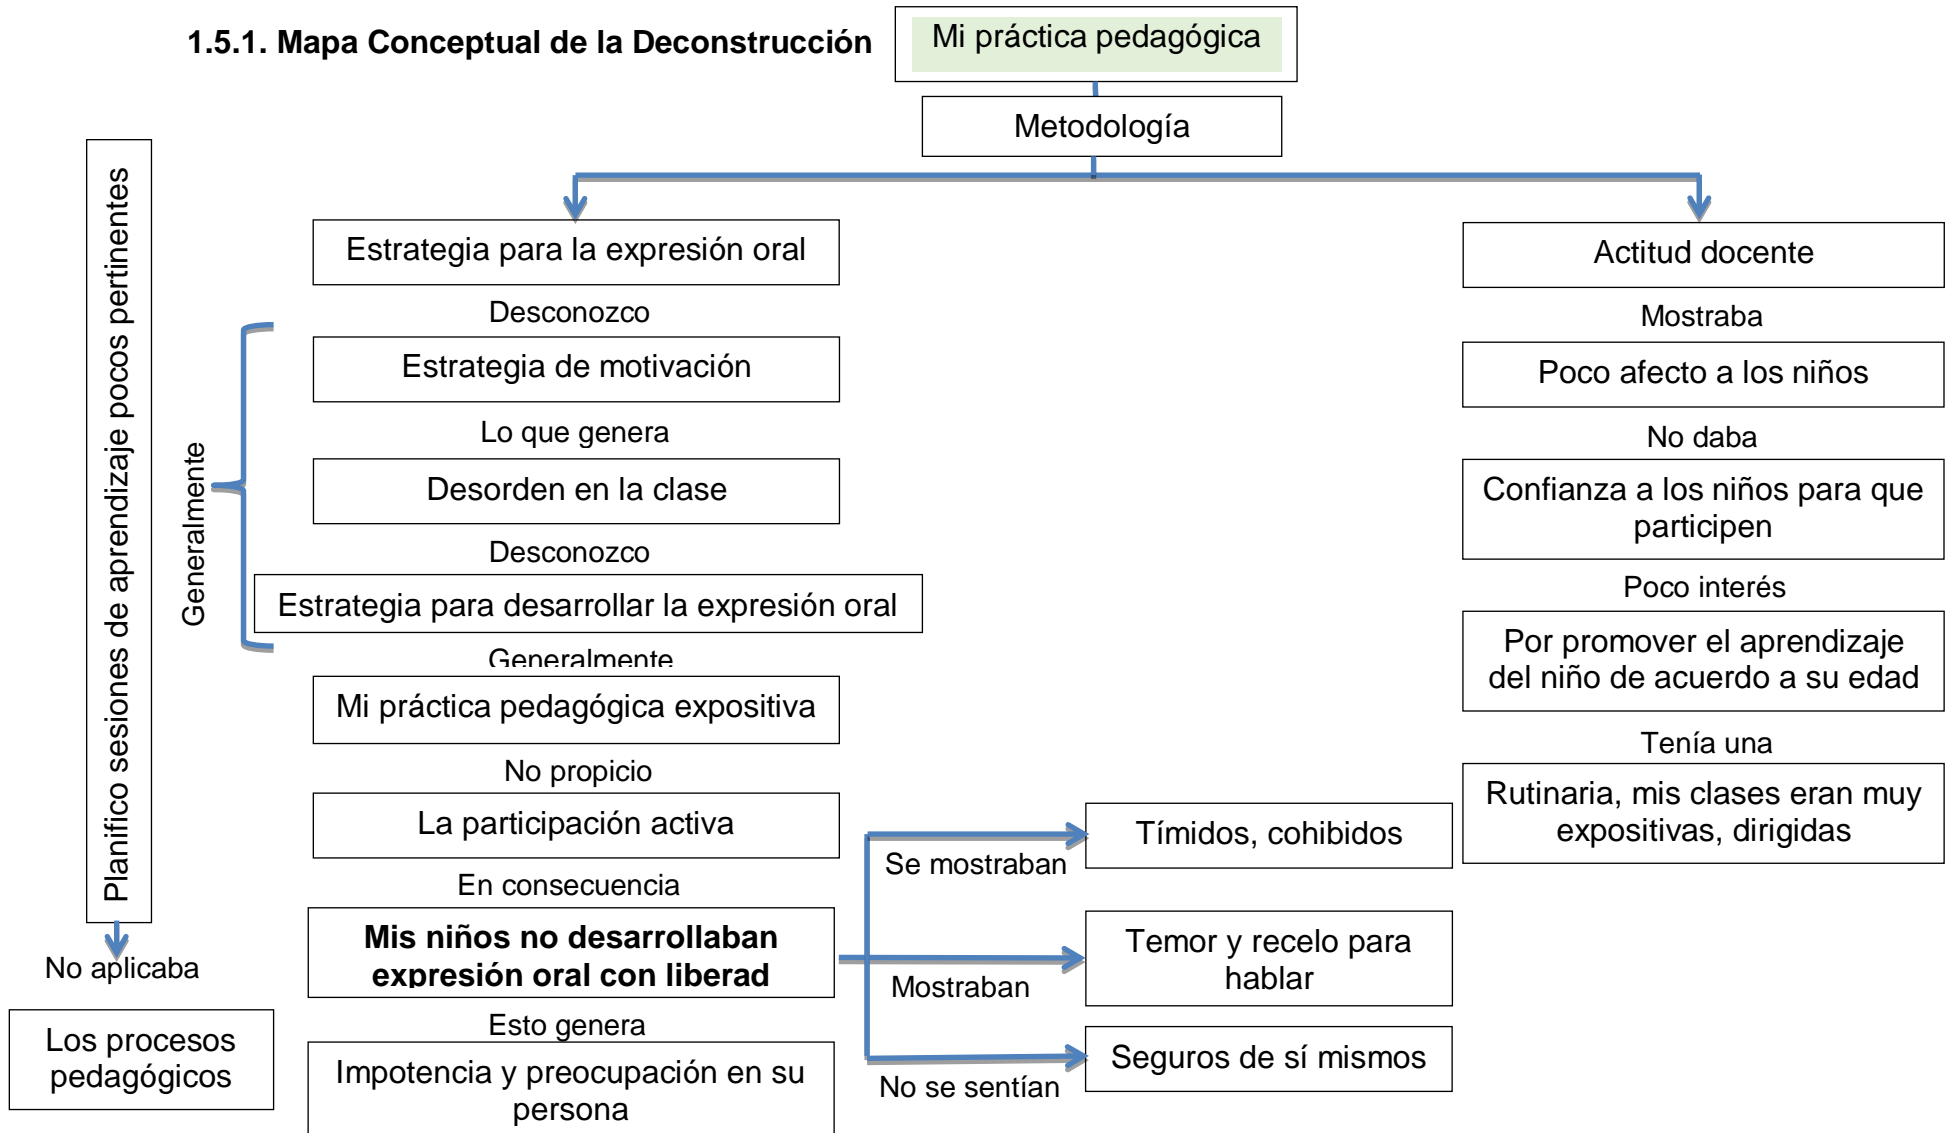 1.5.1. Mapa Conceptual de la Deconstrucción
Mi práctica pedagógica
Metodología
Planifico sesiones de aprendizaje pocos pertinentes
No aplicaba
Los procesos
pedagógicos
Generalmente
Estrategia para la expresión oral
Desconozco
Estrategia de motivación
Lo que genera
Desorden en la clase
Desconozco
Estrategia para desarrollar la expresión oral
Generalmente
Mi práctica pedagógica expositiva
No propicio
La participación activa
En consecuencia
Mis niños no desarrollaban
expresión oral con liberad
Esto genera
Impotencia y preocupación en su
persona
Se mostraban
Tímidos, cohibidos
Mostraban
Temor y recelo para
hablar
No se sentían
Seguros de sí mismos
Actitud docente
Mostraba
Poco afecto a los niños
No daba
Confianza a los niños para que
participen
Poco interés
Por promover el aprendizaje
del niño de acuerdo a su edad
Tenía una
Rutinaria, mis clases eran muy
expositivas, dirigidas